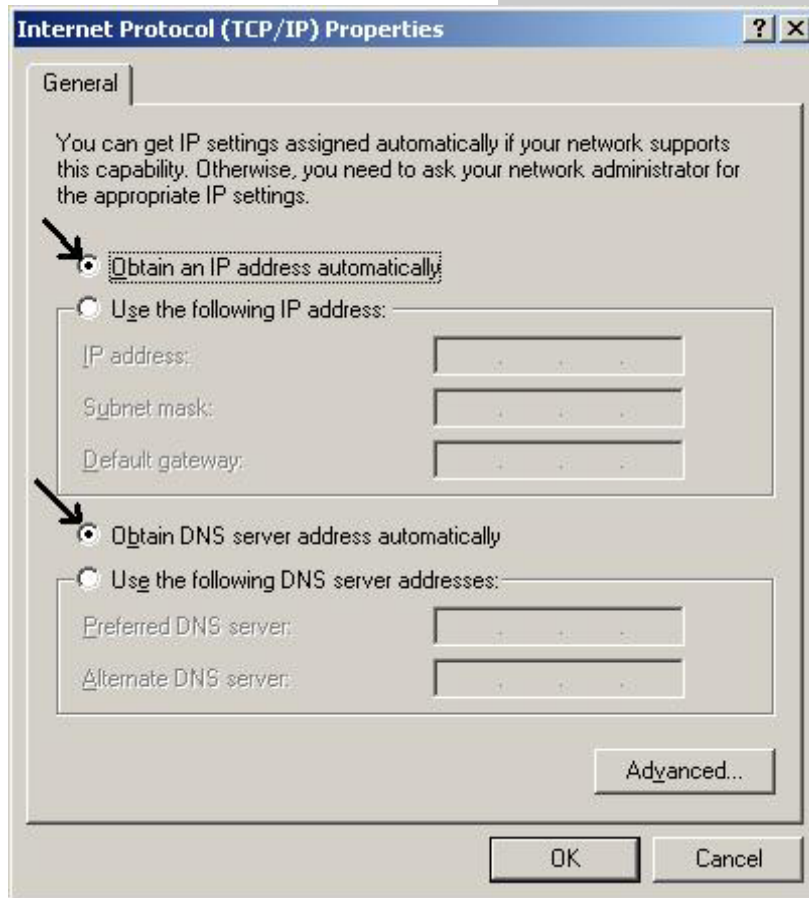 Internet Protocol (TCP/IP) Properties
General
You can get IP settings assigned automatically if your network supports
this capability. Otherwise, you need to ask your network administrator for
the appropriate IP settings.
Obtain an IP address automatically
Use the following IP address:
IP address:
Subnet mask:
Default gateway:
Obtain DNS server address automatically
Use the following DNS server addresses:
Preferred DNS server:
Alternate DNS server:
Advanced...
OK Cancel